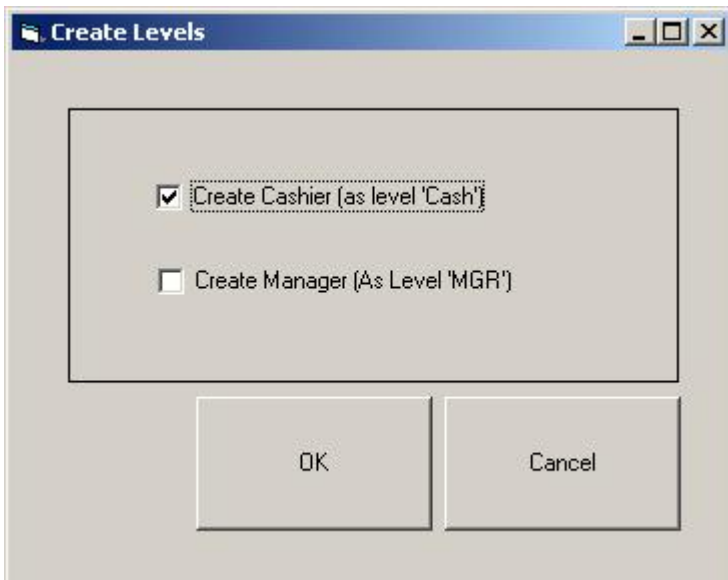 Create Levels
Create Cashier (as level 'Cash')
Create Manager (As Level 'MGR')
OK
Cancel